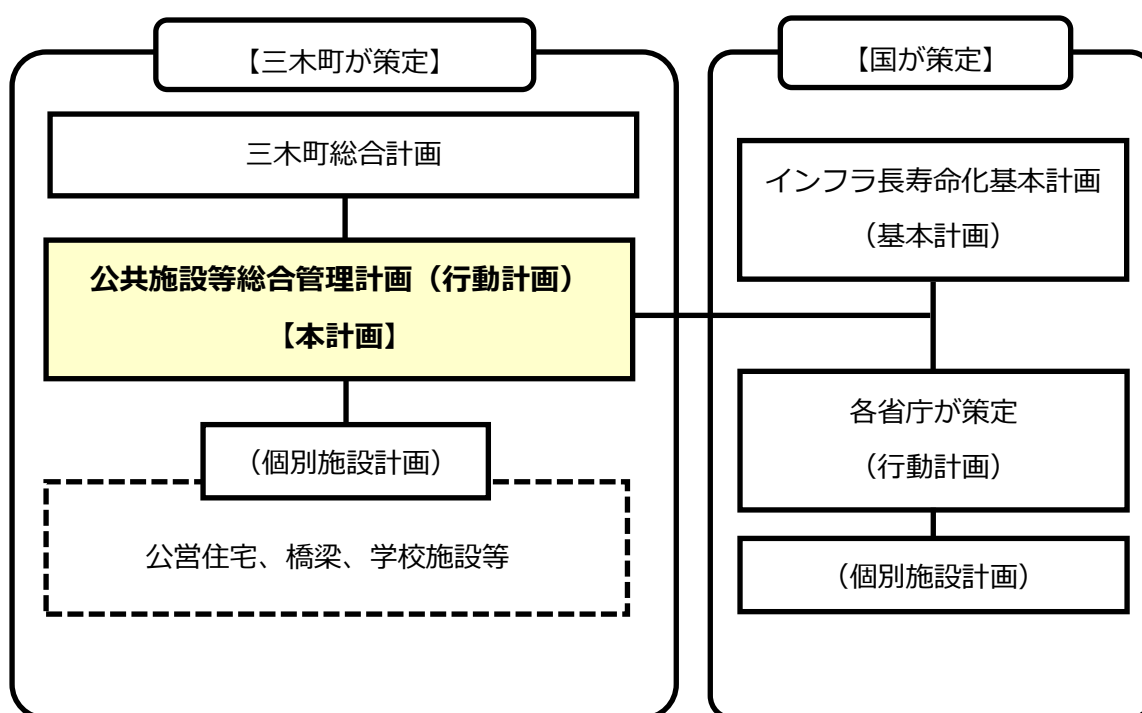 【三木町が策定】
三木町総合計画
公共施設等総合管理計画（行動計画）
【本計画】
（個別施設計画）
公営住宅、橋梁、学校施設等
【国が策定】
インフラ長寿命化基本計画
（基本計画）
各省庁が策定
（行動計画）
（個別施設計画）